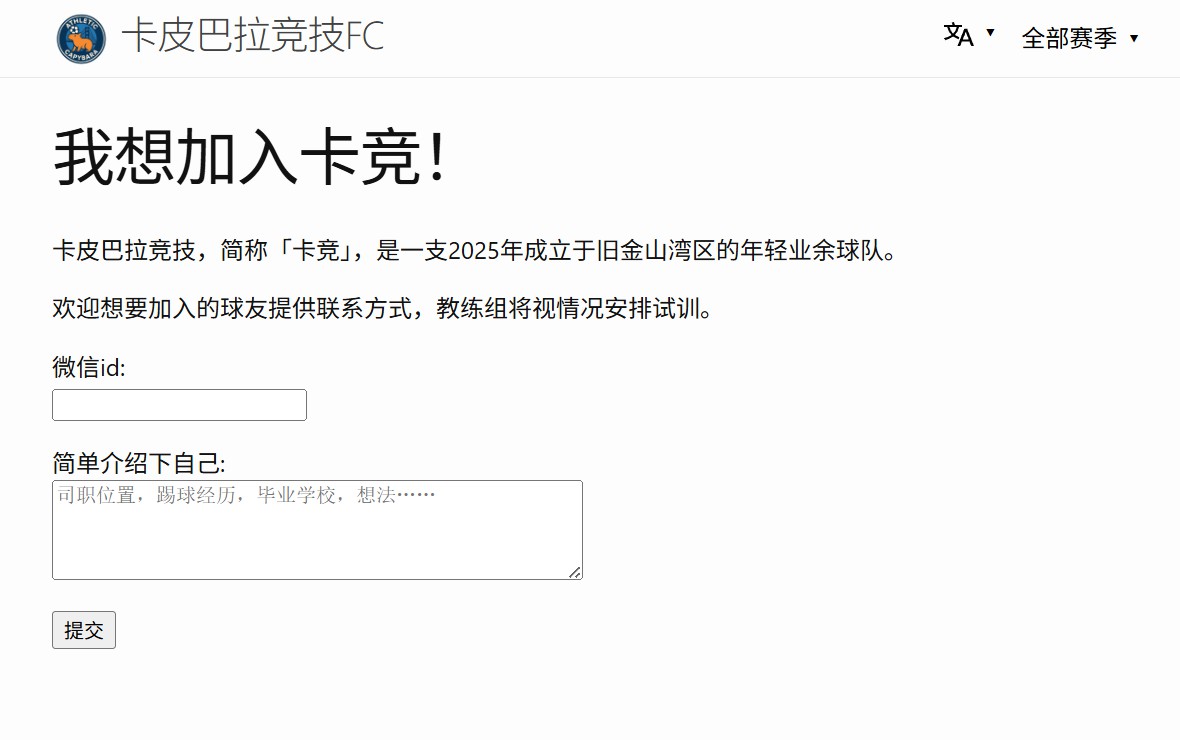 ATHLETIC
CAPYBARA
卡皮巴拉竞技FC
文A ▼
全部赛季 ▼
我想加入卡竞！
卡皮巴拉竞技，简称「卡竞」，是一支2025年成立于旧金山湾区的年轻业余球队。
欢迎想要加入的球友提供联系方式，教练组将视情况安排试训。
微信id:
简单介绍下自己:
司职位置，踢球经历，毕业学校，想法……
提交